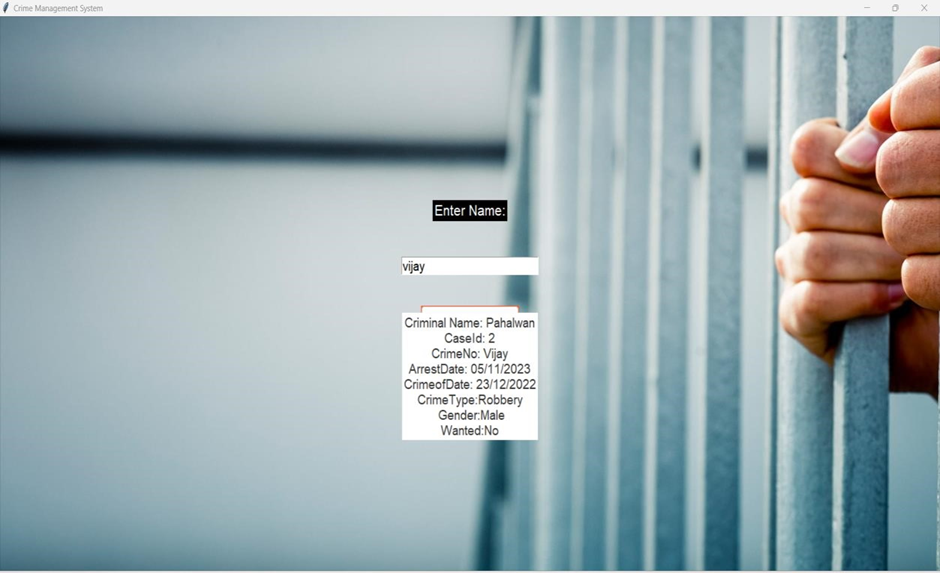 Crime Management System
Enter Name:
vijay
Criminal Name: Pahalwan
CaseId: 2
CrimeNo: Vijay
ArrestDate: 05/11/2023
CrimeofDate: 23/12/2022
CrimeType:Robbery
Gender:Male
Wanted:No